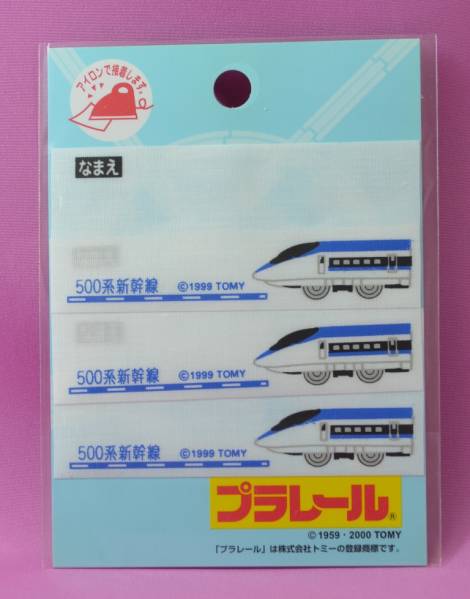 アイロンで接着します。
なまえ
500系新幹線 ©1999 TOMY
500系新幹線 ©1999 TOMY
500系新幹線 ©1999 TOMY
プラレール®
©1959・2000 TOMY
「プラレール」は株式会社トミーの登録商標です。